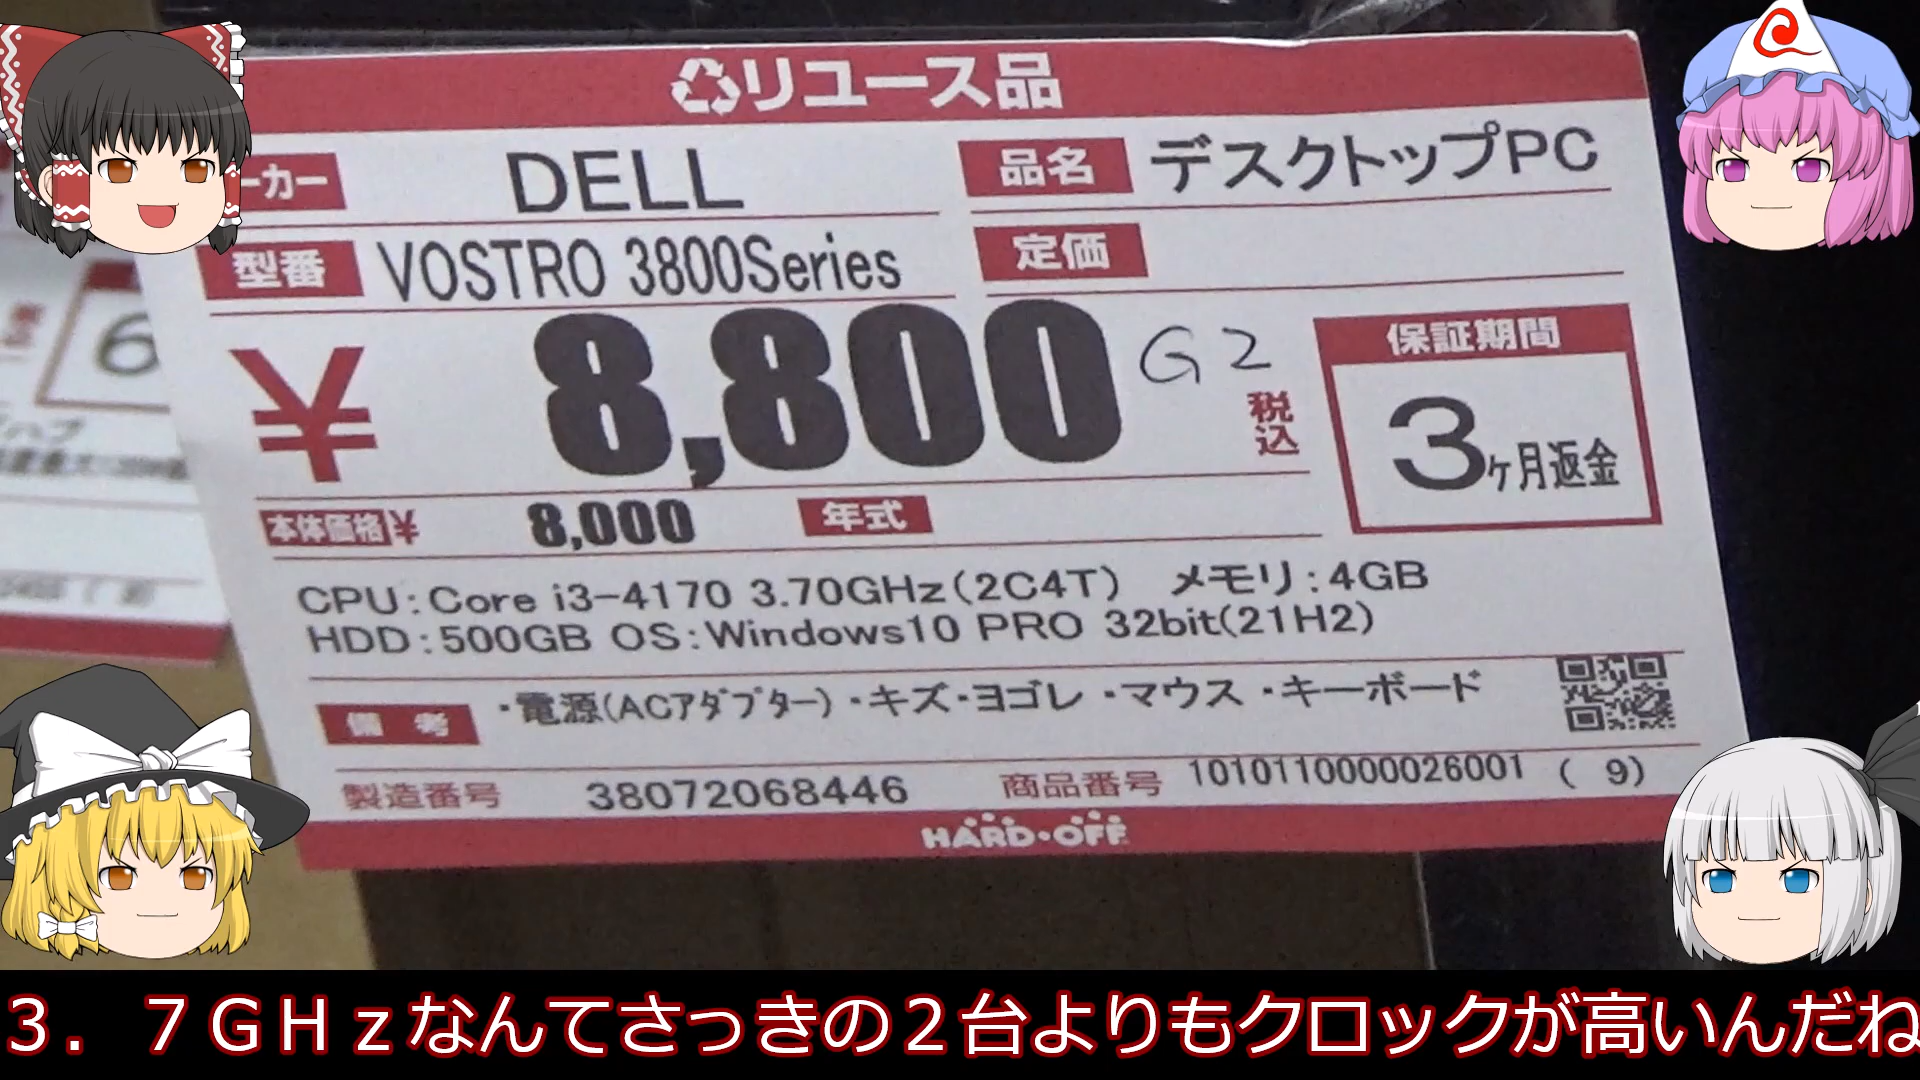 リユース品
ーカー DELL 品名 デスクトップPC
型番 VOSTRO 3800Series 定価
¥ 8,800 G2 税込
保証期間
3ヶ月返金
本体価格¥ 8,000 年式
CPU:Core i3-4170 3.70GHz(2C4T) メモリ:4GB
HDD:500GB OS:Windows10 PRO 32bit(21H2)
備考 ・電源(ACアダプター)・キズ・ヨゴレ・マウス・キーボード
製造番号 38072068446 商品番号 1010110000026001 ( 9)
HARD・OFF
6
3．7GHzなんてさっきの2台よりもクロックが高いんだね